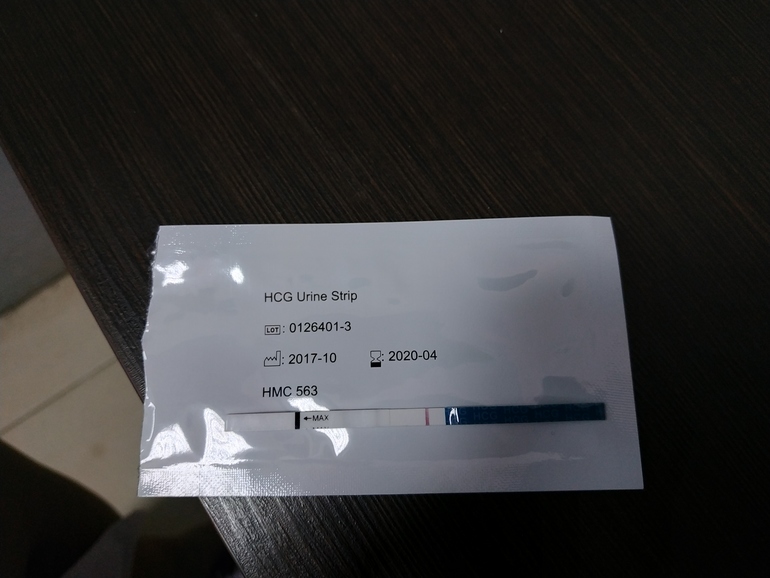 HCG Urine Strip
LOT: 0126401-3
: 2017-10 : 2020-04
HMC 563
←MAX